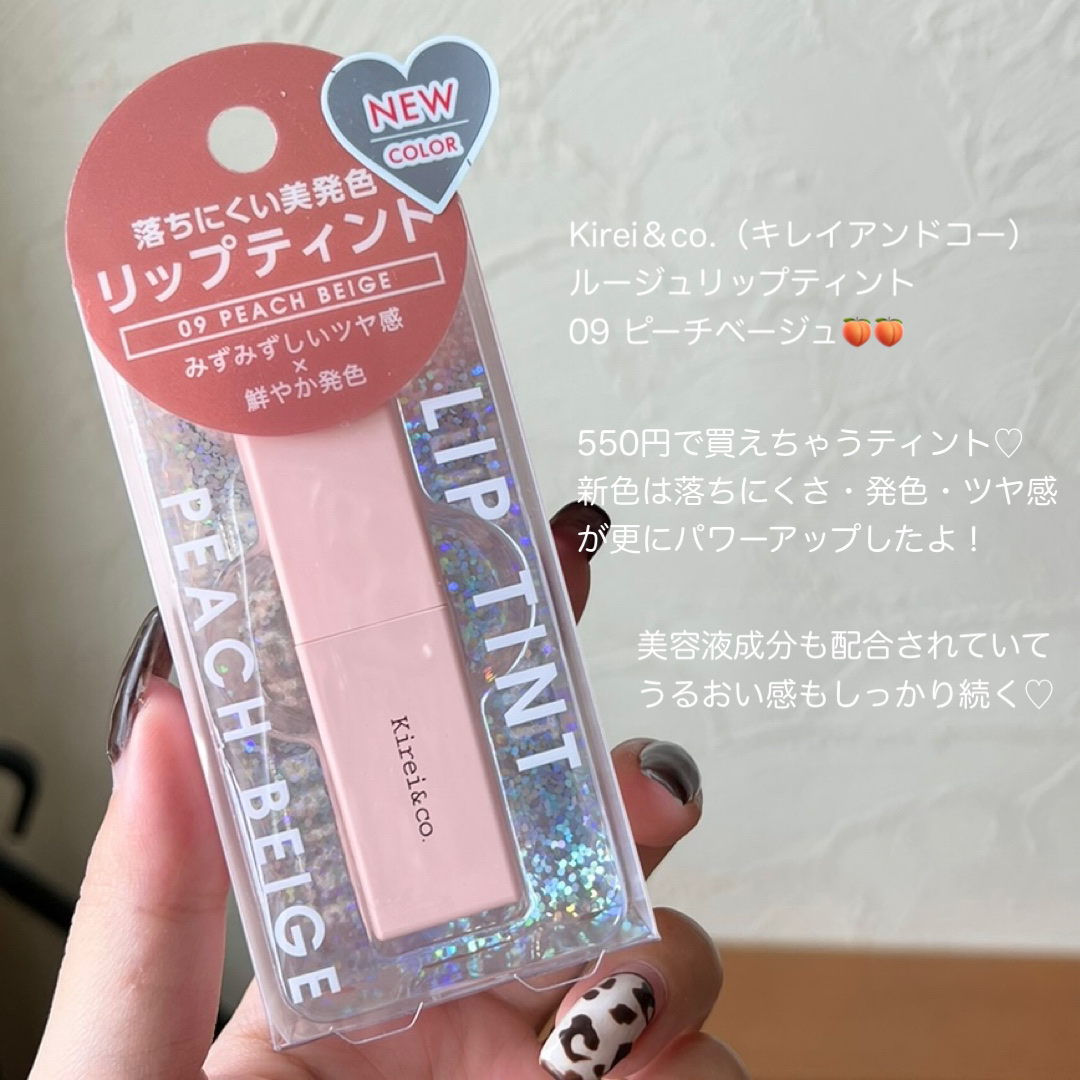 NEW
COLOR
落ちにくい美発色
リップティント
09 PEACH BEIGE
みずみずしいツヤ感
×
鮮やか発色
LIP TINT
PEACH BEIGE
Kirei&co.
Kirei&co.（キレイアンドコー）
ルージュリップティント
09 ピーチベージュ🍑🍑
550円で買えちゃうティント♡
新色は落ちにくさ・発色・ツヤ感
が更にパワーアップしたよ！
美容液成分も配合されていて
うるおい感もしっかり続く♡